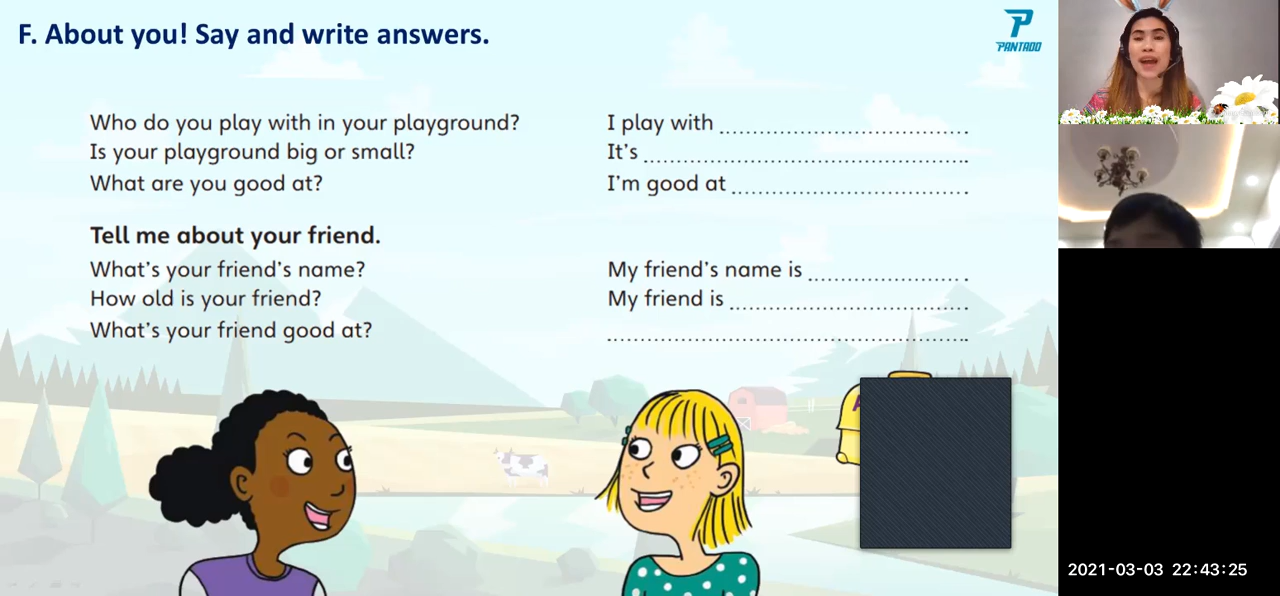 F. About you! Say and write answers.
PANTADO
Who do you play with in your playground? I play with ..........
Is your playground big or small? It's ..........
What are you good at? I'm good at ..........
Tell me about your friend.
What's your friend's name? My friend's name is .......... .
How old is your friend? My friend is ..........
What's your friend good at? ..........
2021-03-03 22:43:25